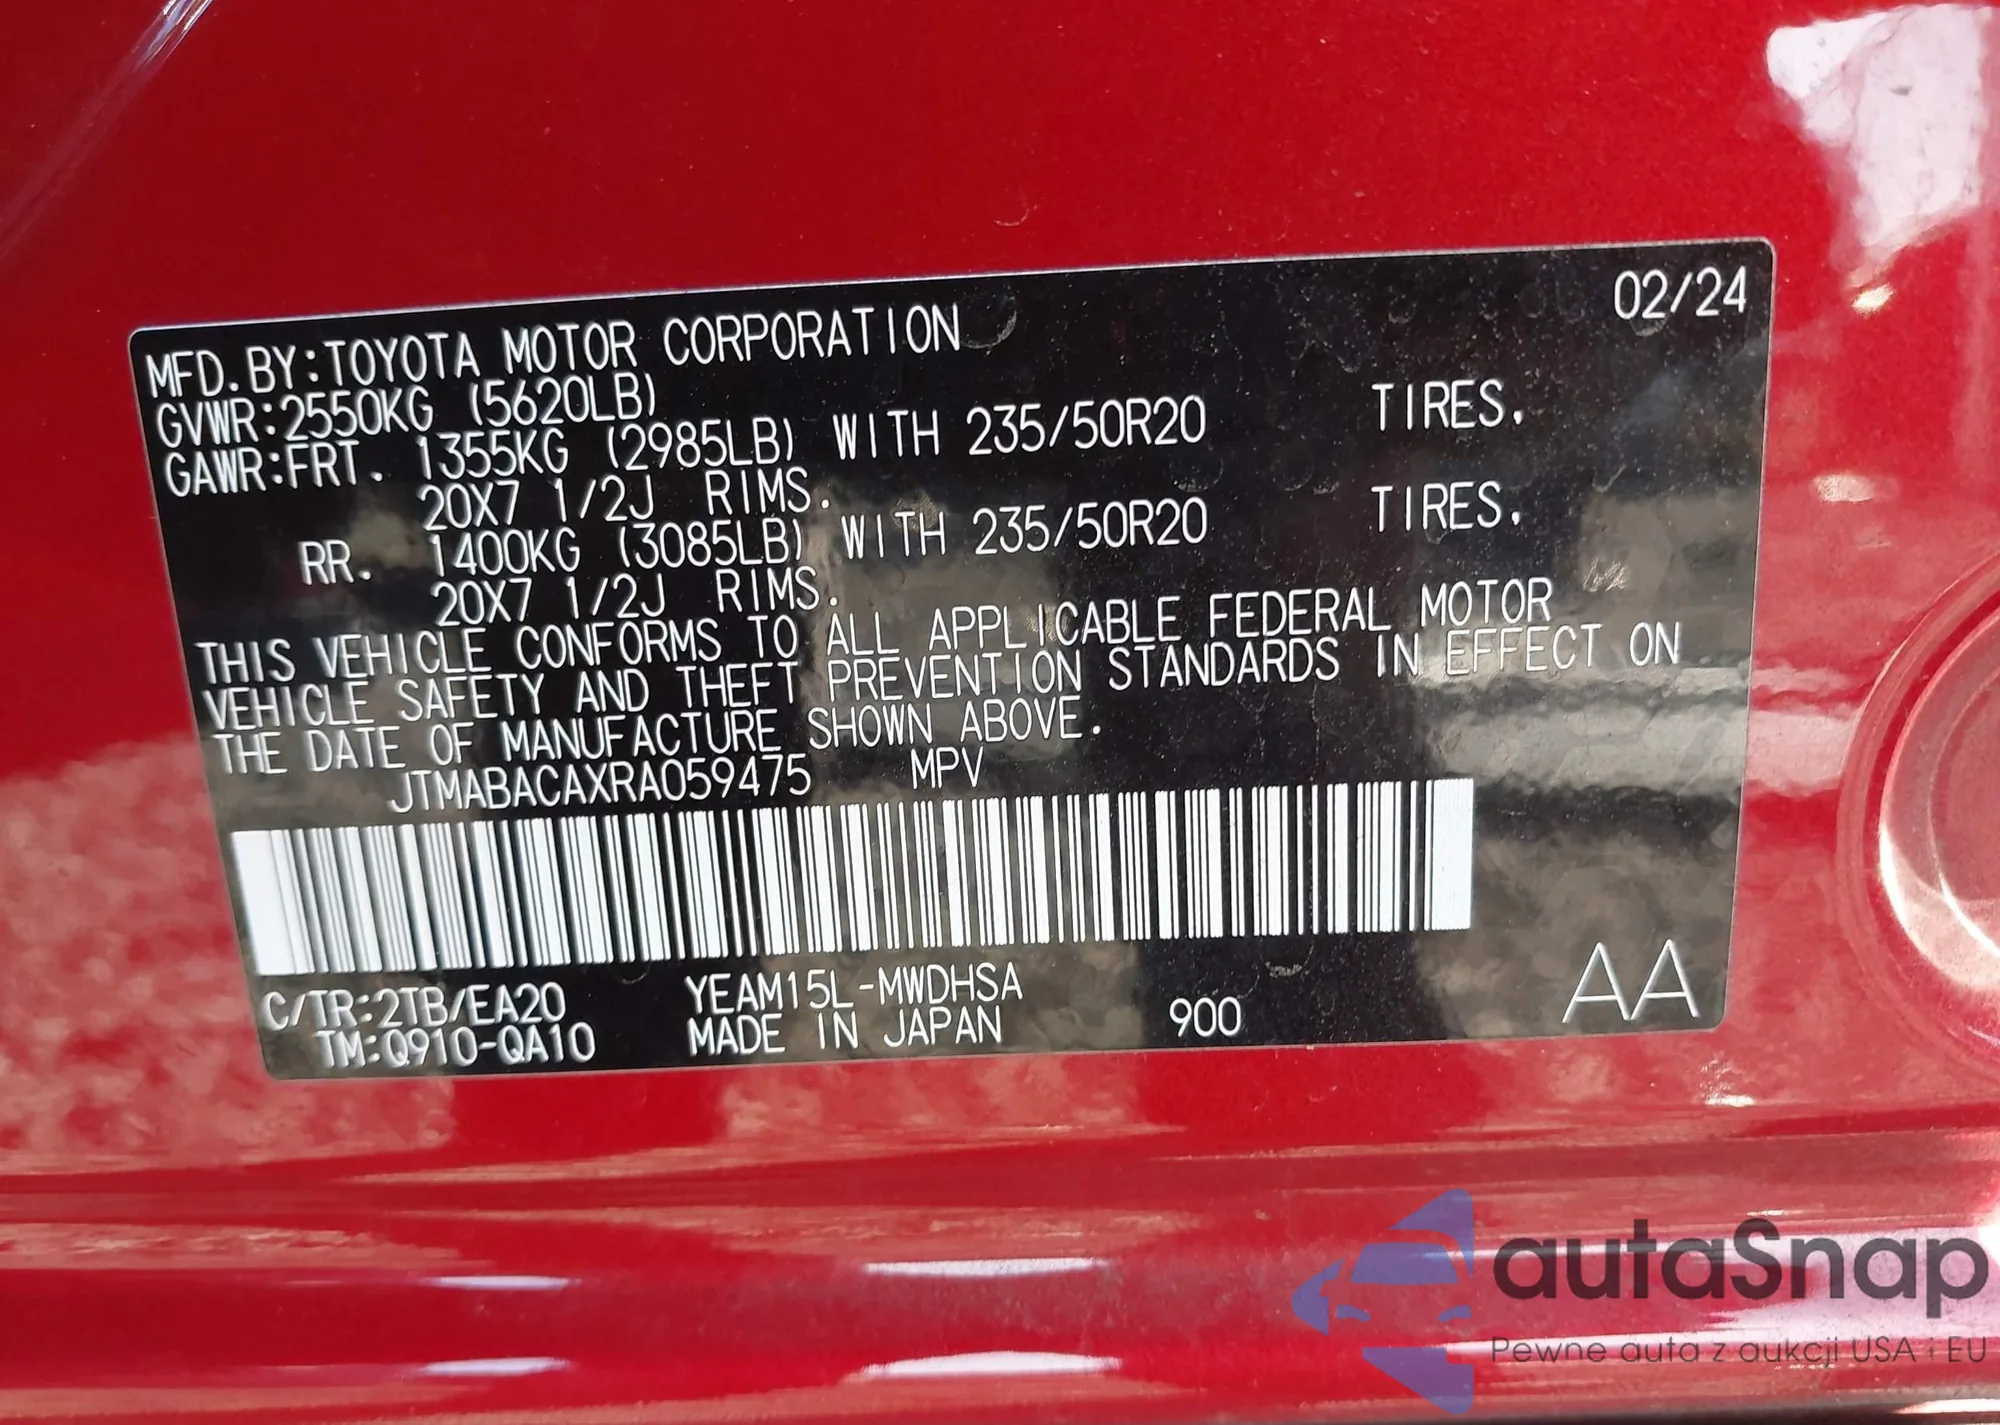 02/24
MFD.BY:TOYOTA MOTOR CORPORATION
GVWR:2550KG (5620LB)
GAWR:FRT. 1355KG (2985LB) WITH 235/50R20 TIRES.
20X7 1/2J RIMS.
RR. 1400KG (3085LB) WITH 235/50R20 TIRES.
20X7 1/2J RIMS.
THIS VEHICLE CONFORMS TO ALL APPLICABLE FEDERAL MOTOR
VEHICLE SAFETY AND THEFT PREVENTION STANDARDS IN EFFECT ON
THE DATE OF MANUFACTURE SHOWN ABOVE.
JTMABACAXRA059475 MPV
C/TR:2TB/EA20 YEAM15L-MWDHSA
TM:Q910-QA10 MADE IN JAPAN 900 AA
autaSnap
Pewne auta z aukcji USA i EU